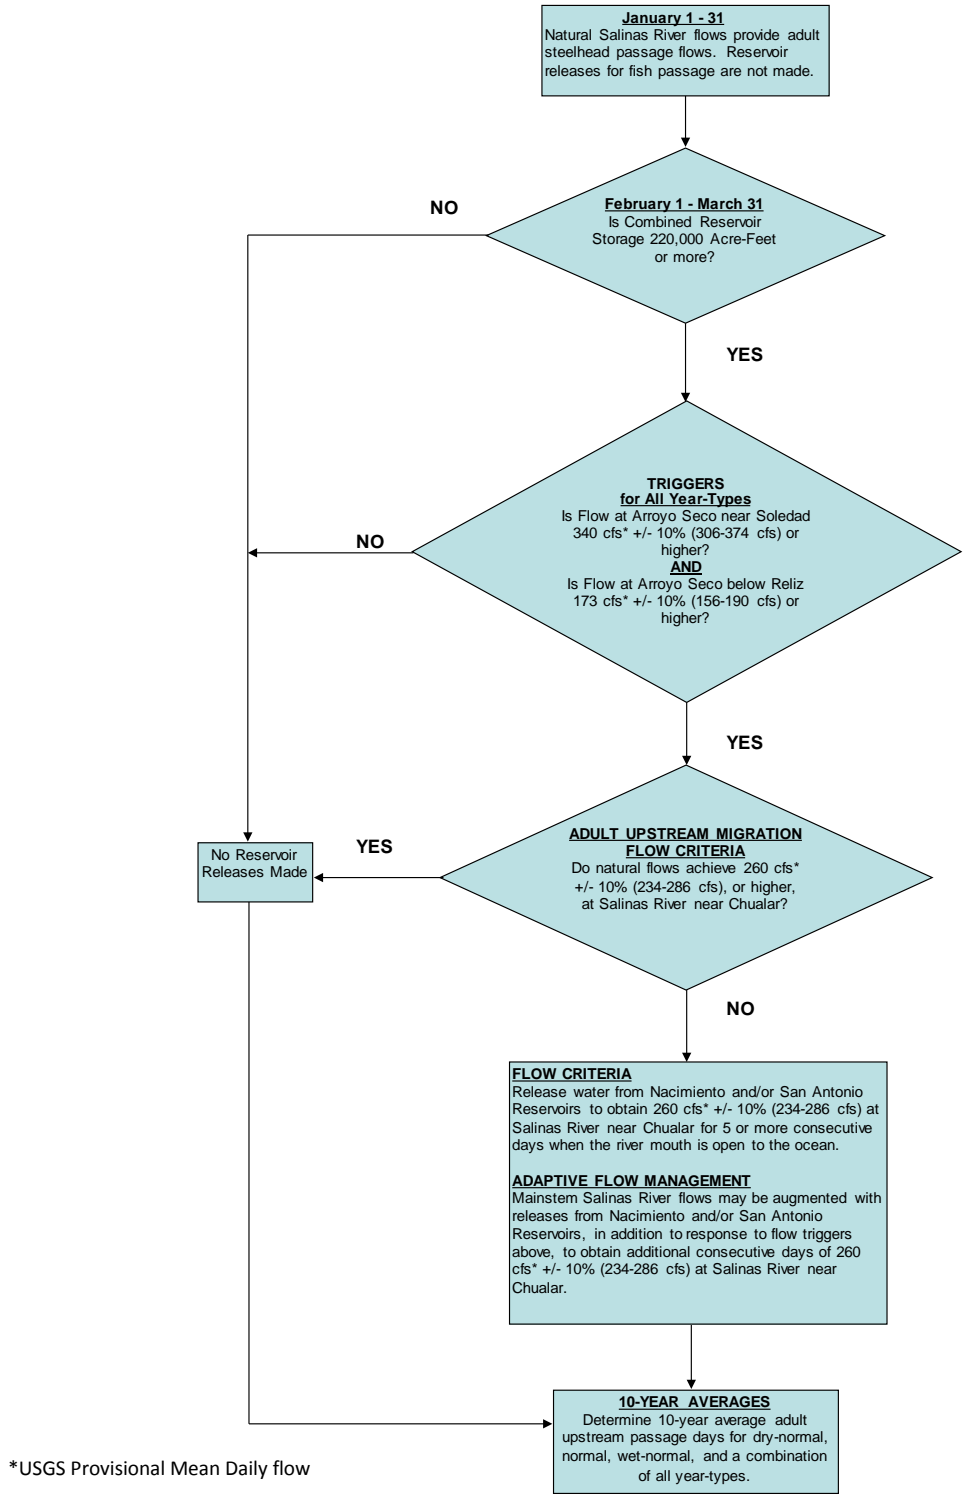 January 1 - 31
Natural Salinas River flows provide adult
steelhead passage flows. Reservoir
releases for fish passage are not made.
NO
February 1 - March 31
Is Combined Reservoir
Storage 220,000 Acre-Feet
or more?
YES
TRIGGERS
for All Year-Types
Is Flow at Arroyo Seco near Soledad
340 cfs* +/- 10% (306-374 cfs) or
higher?
AND
Is Flow at Arroyo Seco below Reliz
173 cfs* +/- 10% (156-190 cfs) or
higher?
NO
YES
ADULT UPSTREAM MIGRATION
FLOW CRITERIA
Do natural flows achieve 260 cfs*
+/- 10% (234-286 cfs), or higher,
at Salinas River near Chualar?
YES
No Reservoir
Releases Made
NO
FLOW CRITERIA
Release water from Nacimiento and/or San Antonio
Reservoirs to obtain 260 cfs* +/- 10% (234-286 cfs) at
Salinas River near Chualar for 5 or more consecutive
days when the river mouth is open to the ocean.
ADAPTIVE FLOW MANAGEMENT
Mainstem Salinas River flows may be augmented with
releases from Nacimiento and/or San Antonio
Reservoirs, in addition to response to flow triggers
above, to obtain additional consecutive days of 260
cfs* +/- 10% (234-286 cfs) at Salinas River near
Chualar.
10-YEAR AVERAGES
Determine 10-year average adult
upstream passage days for dry-normal,
normal, wet-normal, and a combination
of all year-types.
*USGS Provisional Mean Daily flow